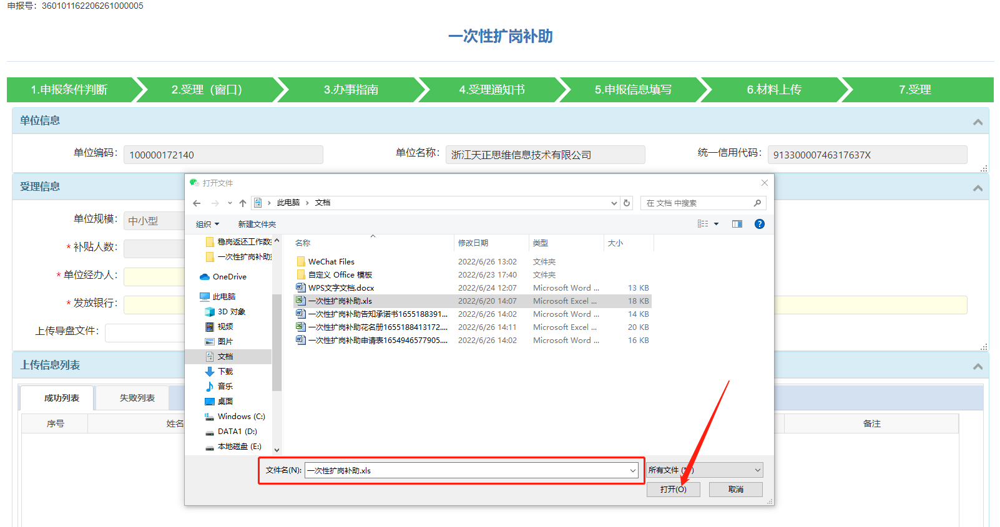 申报号：360101162206261000005
一次性扩岗补助
1.申报条件判断
2.受理（窗口）
3.办事指南
4.受理通知书
5.申报信息填写
6.材料上传
7.受理
单位信息
单位编码：
100000172140
单位名称：
浙江天正思维信息技术有限公司
统一信用代码：
91330000746317637X
受理信息
单位规模：
中小型
* 补贴人数：
* 单位经办人：
* 发放银行：
上传导盘文件：
上传信息列表
成功列表
失败列表
序号
姓名
备注
打开文件
此电脑 › 文档
在 文档 中搜索
组织
新建文件夹
稳岗返还工作数
一次性扩岗补助
OneDrive
此电脑
3D 对象
视频
图片
文档
下载
音乐
桌面
Windows (C:)
DATA1 (D:)
本地磁盘 (E:)
名称 修改日期 类型 大小
WeChat Files 2022/6/26 13:02 文件夹
自定义 Office 模板 2022/6/23 17:40 文件夹
WPS文字文档.docx 2022/6/24 12:07 Microsoft Word ... 13 KB
一次性扩岗补助.xls 2022/6/20 14:07 Microsoft Excel ... 18 KB
一次性扩岗补助告知承诺书1655188391... 2022/6/26 14:02 Microsoft Word ... 14 KB
一次性扩岗补助花名册1655188413172.... 2022/6/26 14:11 Microsoft Excel ... 20 KB
一次性扩岗补助申请表1654946577905.... 2022/6/26 14:02 Microsoft Word ... 16 KB
文件名(N):
一次性扩岗补助.xls
所有文件
打开(O)
取消